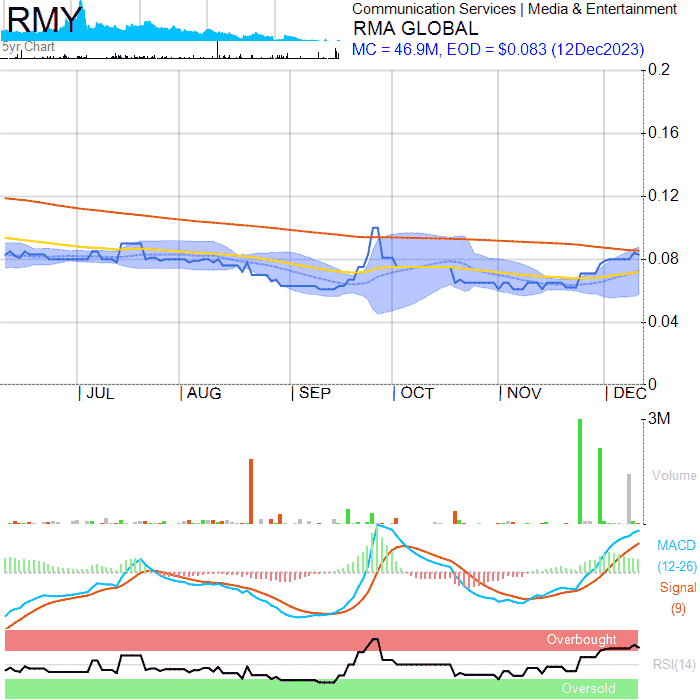 RMY
5yr Chart
Communication Services | Media & Entertainment
RMA GLOBAL
MC = 46.9M, EOD = $0.083 (12Dec2023)
0.2
0.16
0.12
0.08
0.04
0
| JUL | AUG | SEP | OCT | NOV | DEC
3M
Volume
MACD
(12-26)
Signal
(9)
Overbought
RSI(14)
Oversold